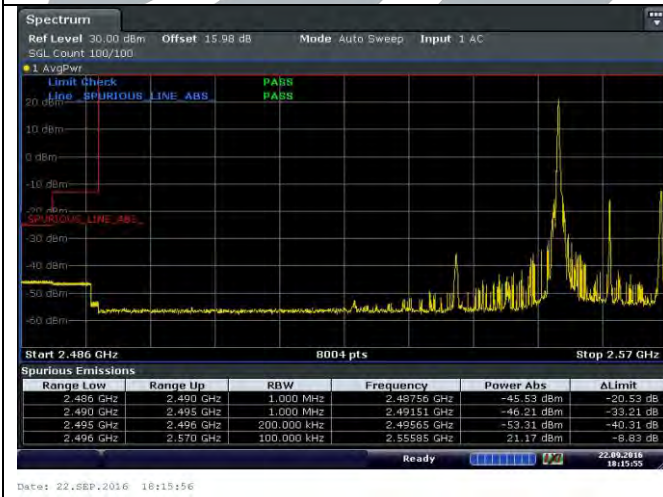 Spectrum
Ref Level 30.00 dBm Offset 15.98 dB Mode Auto Sweep Input 1 AC
SGL Count 100/100
1 AvgPwr
Limit Check PASS
Line _SPURIOUS_LINE_ABS_ PASS
20 dBm
10 dBm
0 dBm
-10 dBm
-20 dBm
_SPURIOUS_LINE_ABS_
-30 dBm
-40 dBm
-50 dBm
-60 dBm
Start 2.486 GHz 8004 pts Stop 2.57 GHz
Spurious Emissions
Range Low Range Up RBW Frequency Power Abs ΔLimit
2.486 GHz 2.490 GHz 1.000 MHz 2.48756 GHz -45.53 dBm -20.53 dB
2.490 GHz 2.495 GHz 1.000 MHz 2.49151 GHz -46.21 dBm -33.21 dB
2.495 GHz 2.496 GHz 200.000 kHz 2.49565 GHz -53.31 dBm -40.31 dB
2.496 GHz 2.570 GHz 100.000 kHz 2.55585 GHz 21.17 dBm -8.83 dB
Ready 22.09.2016
18:15:55
Date: 22.SEP.2016 18:15:56